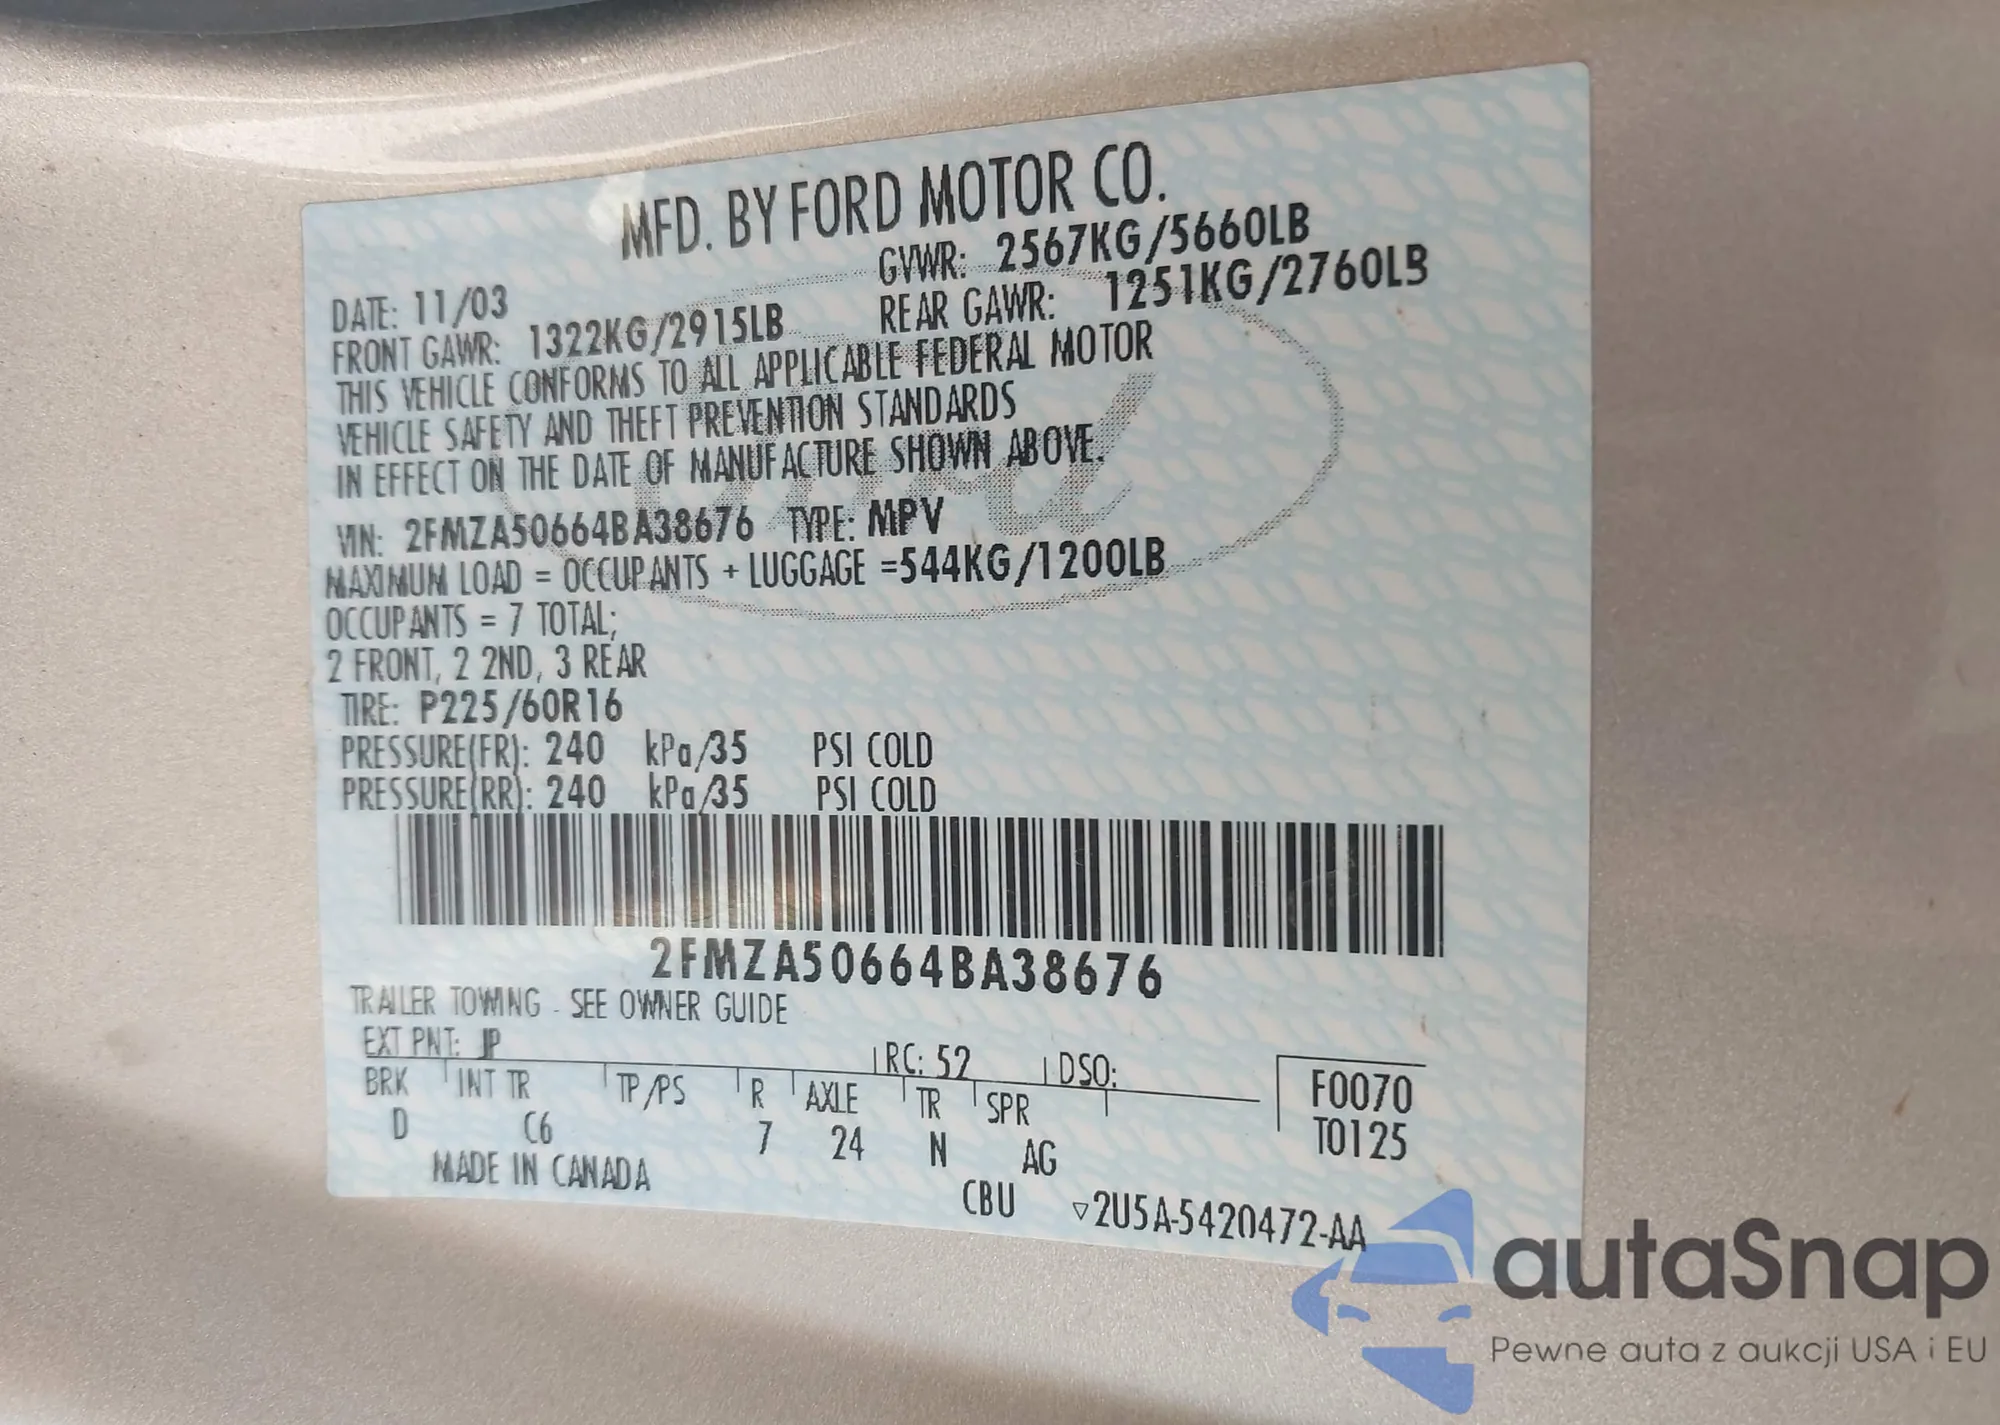 MFD. BY FORD MOTOR CO.
DATE: 11/03 GVWR: 2567KG/5660LB
FRONT GAWR: 1322KG/2915LB REAR GAWR: 1251KG/2760LB
THIS VEHICLE CONFORMS TO ALL APPLICABLE FEDERAL MOTOR
VEHICLE SAFETY AND THEFT PREVENTION STANDARDS
IN EFFECT ON THE DATE OF MANUFACTURE SHOWN ABOVE.
VIN: 2FMZA50664BA38676 TYPE: MPV
MAXIMUM LOAD = OCCUPANTS + LUGGAGE =544KG/1200LB
OCCUPANTS = 7 TOTAL;
2 FRONT, 2 2ND, 3 REAR
TIRE: P225/60R16
PRESSURE(FR): 240 kPa/35 PSI COLD
PRESSURE(RR): 240 kPa/35 PSI COLD
2FMZA50664BA38676
TRAILER TOWING - SEE OWNER GUIDE
EXT PNT: JP RC: 52 DSO:
BRK INT TR TP/PS R AXLE TR SPR F0070
D C6 7 24 N AG T0125
MADE IN CANADA
CBU ▽2U5A-5420472-AA
Ford
autaSnap
Pewne auta z aukcji USA i EU